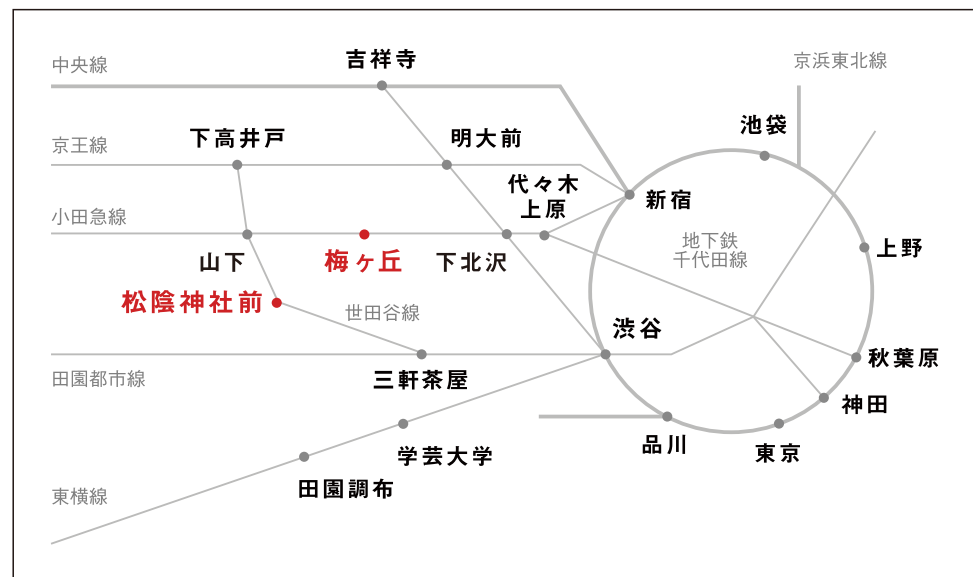 吉祥寺
中央線
京浜東北線
池袋
下高井戸
明大前
京王線
代々木
上原
新宿
小田急線
地下鉄
千代田線
上野
山下
梅ヶ丘
下北沢
松陰神社前
世田谷線
渋谷
秋葉原
田園都市線
三軒茶屋
神田
品川
東京
学芸大学
田園調布
東横線